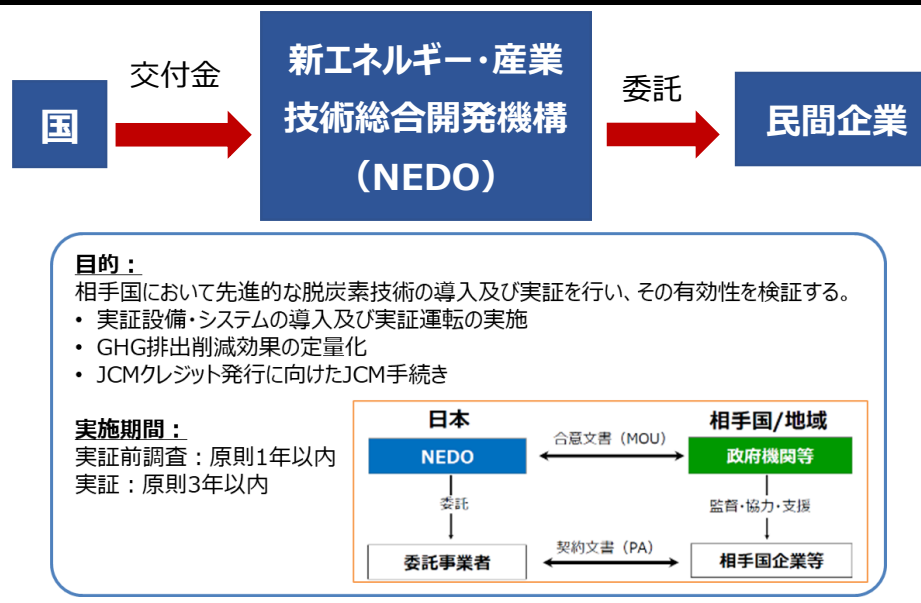 国
交付金
新エネルギー・産業
技術総合開発機構
（NEDO）
委託
民間企業
目的：
相手国において先進的な脱炭素技術の導入及び実証を行い、その有効性を検証する。
• 実証設備・システムの導入及び実証運転の実施
• GHG排出削減効果の定量化
• JCMクレジット発行に向けたJCM手続き
実施期間：
実証前調査：原則1年以内
実証：原則3年以内
日本
相手国/地域
NEDO
合意文書（MOU）
政府機関等
委託
監督・協力・支援
委託事業者
契約文書（PA）
相手国企業等